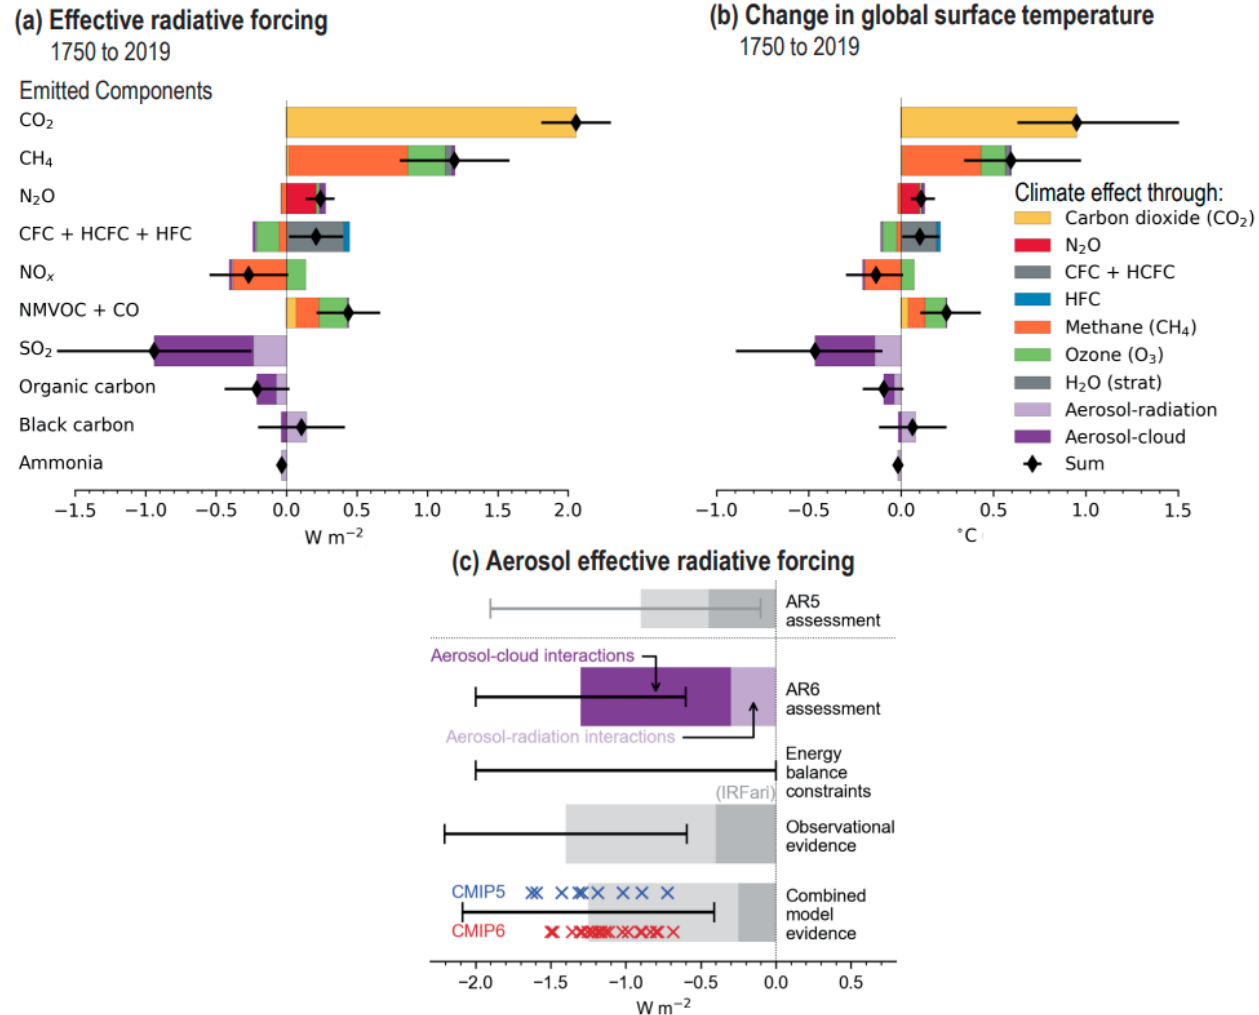 (a) Effective radiative forcing
1750 to 2019
Emitted Components
CO₂
CH₄
N₂O
CFC + HCFC + HFC
NOₓ
NMVOC + CO
SO₂
Organic carbon
Black carbon
Ammonia
−1.5 −1.0 −0.5 0.0 0.5 1.0 1.5 2.0
W m⁻²
(b) Change in global surface temperature
1750 to 2019
Climate effect through:
Carbon dioxide (CO₂)
N₂O
CFC + HCFC
HFC
Methane (CH₄)
Ozone (O₃)
H₂O (strat)
Aerosol-radiation
Aerosol-cloud
Sum
−1.0 −0.5 0.0 0.5 1.0 1.5
°C
(c) Aerosol effective radiative forcing
AR5
assessment
Aerosol-cloud interactions
AR6
assessment
Aerosol-radiation interactions
Energy
balance
constraints
(IRFari)
Observational
evidence
CMIP5
Combined
model
evidence
CMIP6
−2.0 −1.5 −1.0 −0.5 0.0 0.5
W m⁻²